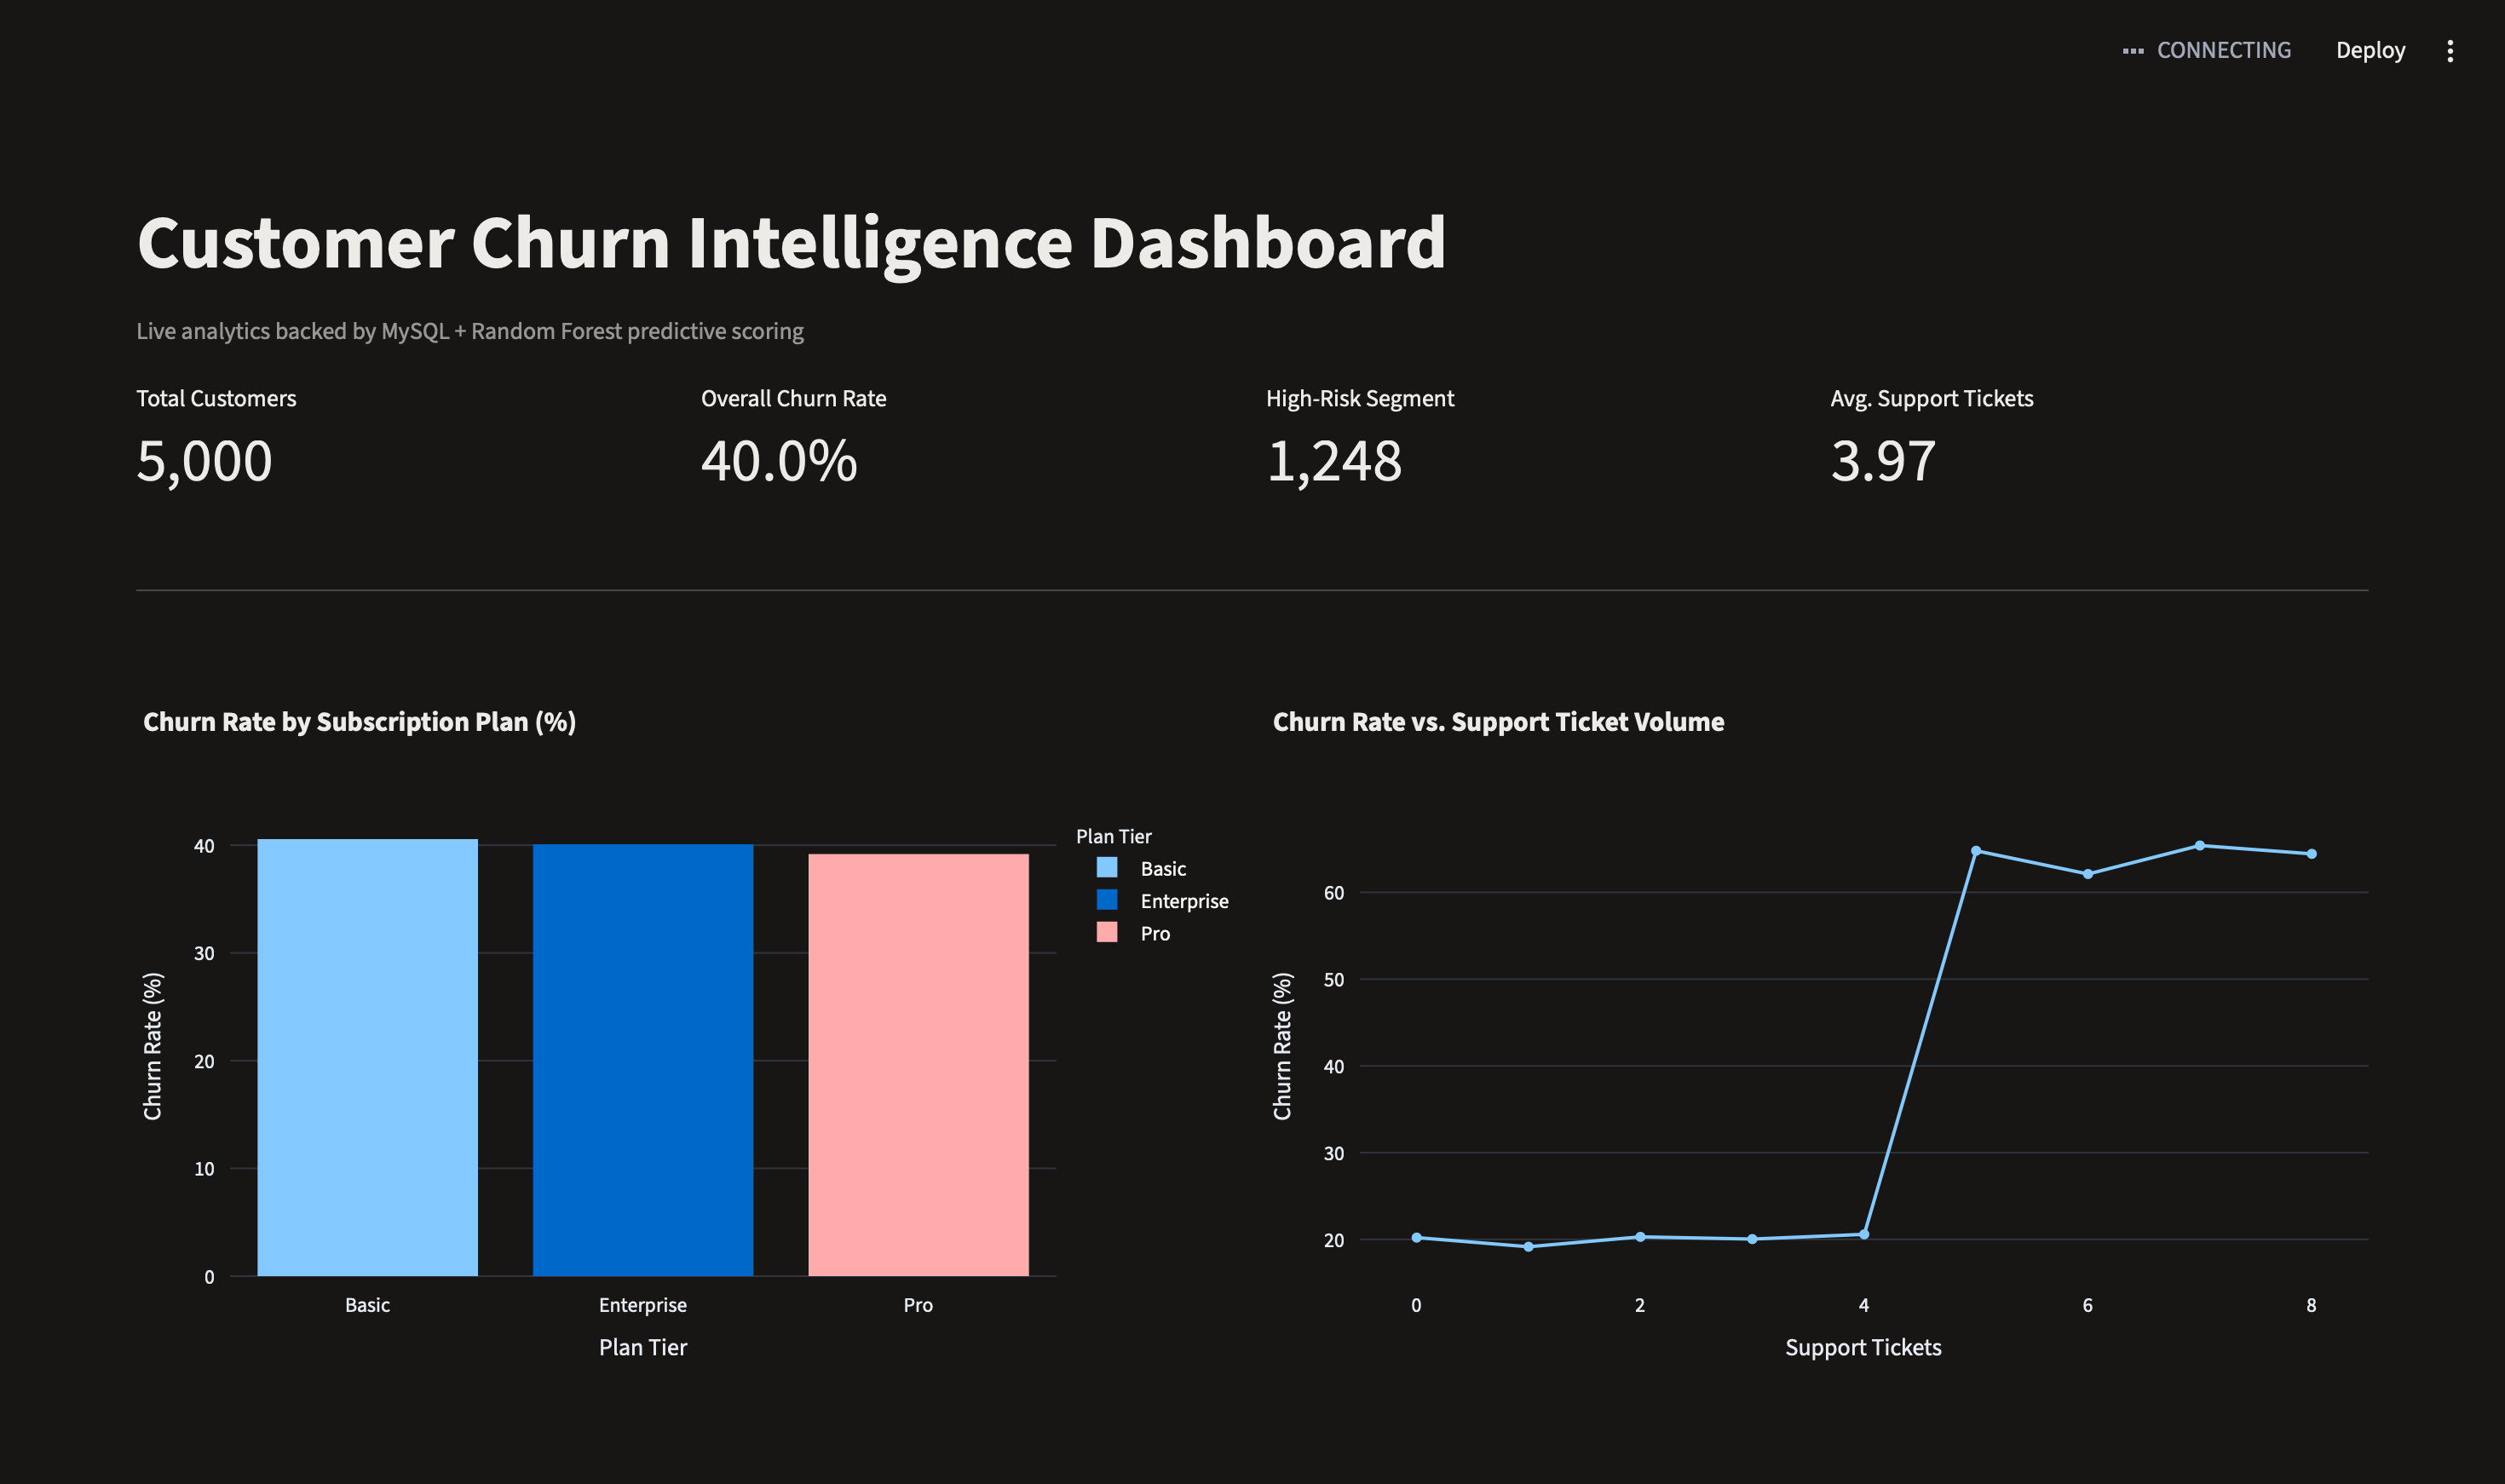 CONNECTING
Deploy
Customer Churn Intelligence Dashboard
Live analytics backed by MySQL + Random Forest predictive scoring
Total Customers
5,000
Overall Churn Rate
40.0%
High-Risk Segment
1,248
Avg. Support Tickets
3.97
Churn Rate by Subscription Plan (%)
Churn Rate (%)
40
30
20
10
0
Basic
Enterprise
Pro
Plan Tier
Plan Tier
Basic
Enterprise
Pro
Churn Rate vs. Support Ticket Volume
Churn Rate (%)
60
50
40
30
20
0
2
4
6
8
Support Tickets